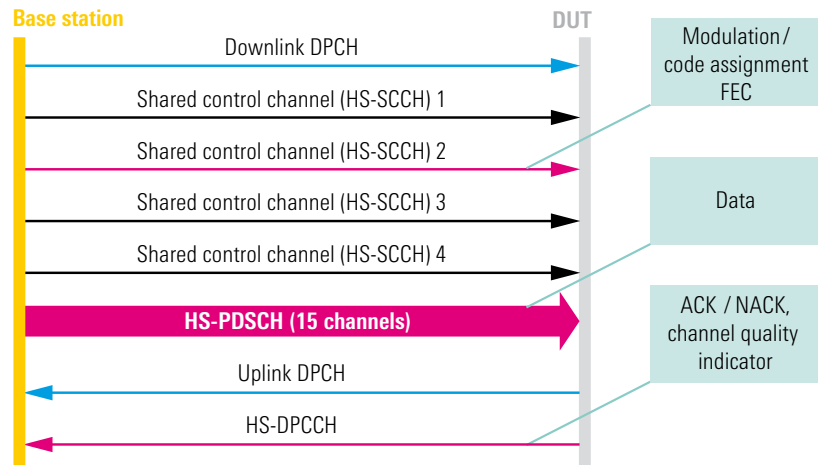 Base station
DUT
Downlink DPCH
Modulation /
code assignment
FEC
Shared control channel (HS-SCCH) 1
Shared control channel (HS-SCCH) 2
Shared control channel (HS-SCCH) 3
Data
Shared control channel (HS-SCCH) 4
HS-PDSCH (15 channels)
ACK / NACK,
channel quality
indicator
Uplink DPCH
HS-DPCCH